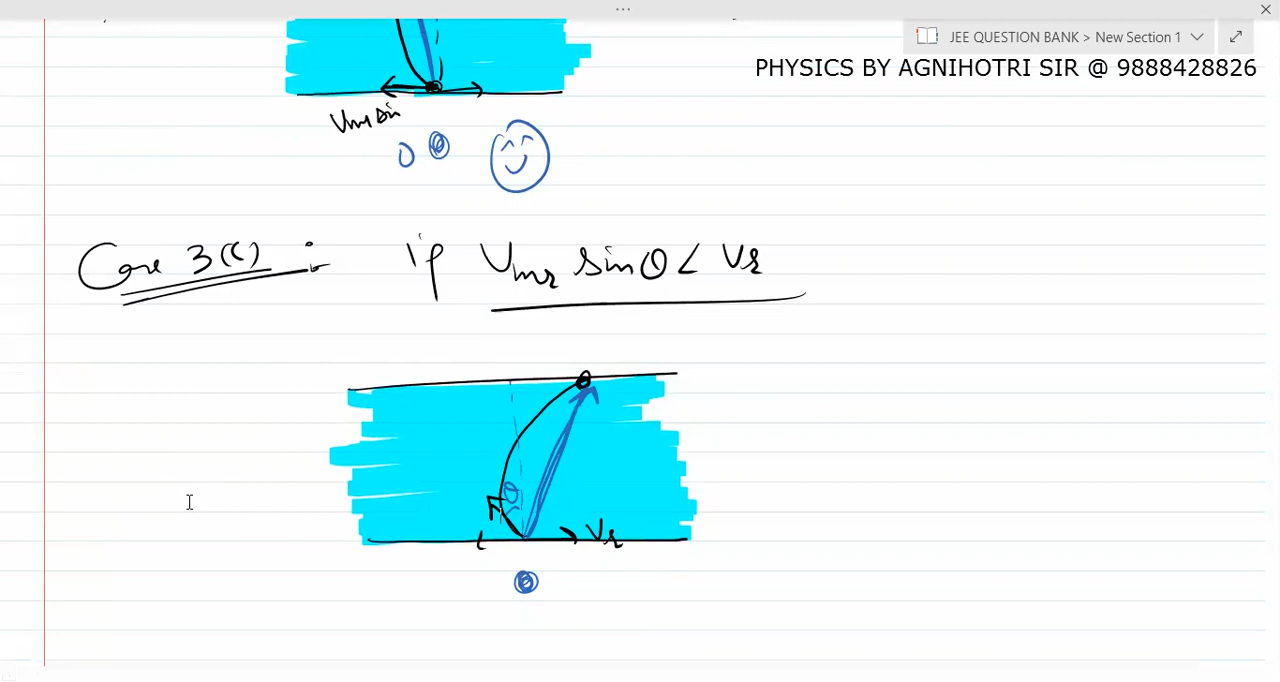 JEE QUESTION BANK > New Section 1
PHYSICS BY AGNIHOTRI SIR @ 9888428826
Vmr sin
Case 3(c) : if Vmr sinθ < Vr
θ
Vr